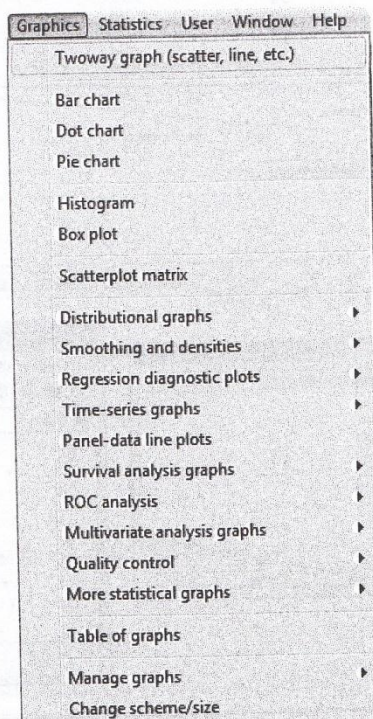 Graphics Statistics User Window Help
Twoway graph (scatter, line, etc.)
Bar chart
Dot chart
Pie chart
Histogram
Box plot
Scatterplot matrix
Distributional graphs
Smoothing and densities
Regression diagnostic plots
Time-series graphs
Panel-data line plots
Survival analysis graphs
ROC analysis
Multivariate analysis graphs
Quality control
More statistical graphs
Table of graphs
Manage graphs
Change scheme/size